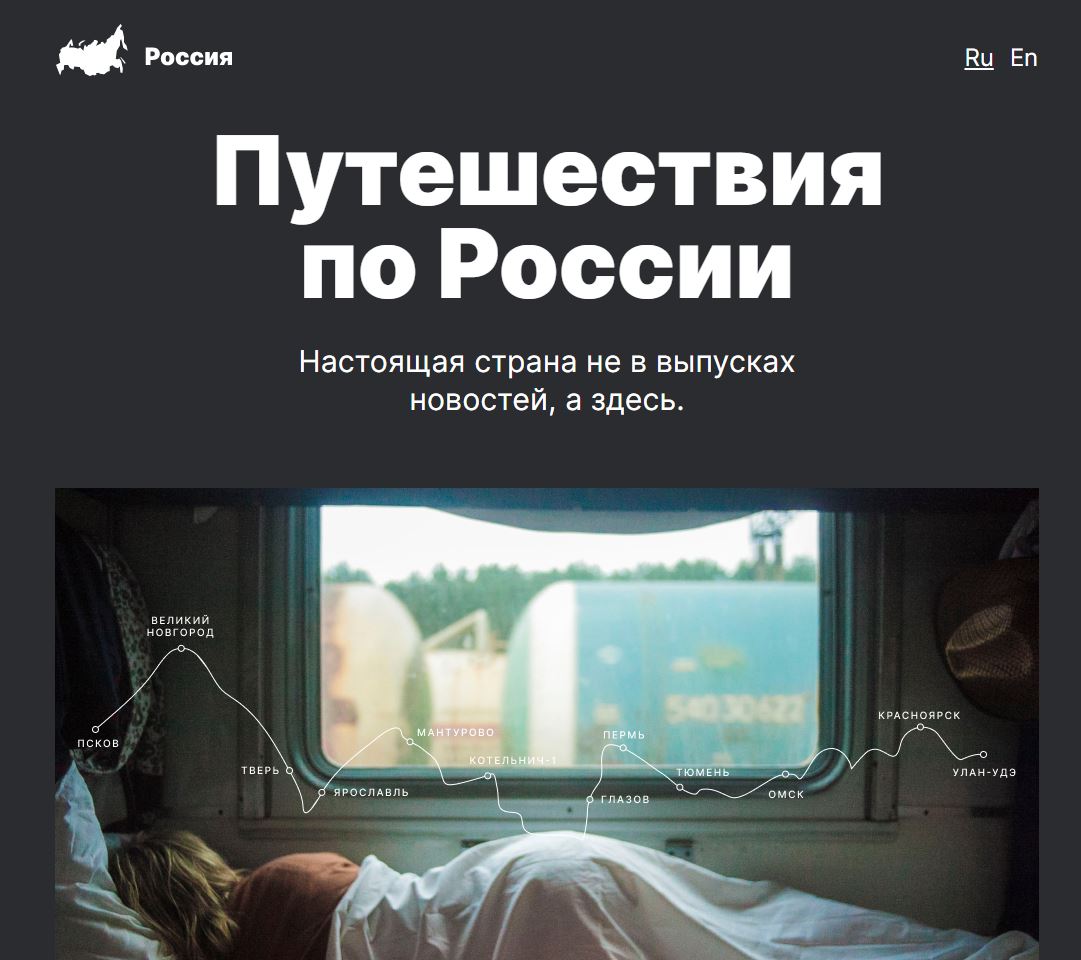 Россия
Ru En
Путешествия
по России
Настоящая страна не в выпусках
новостей, а здесь.
ВЕЛИКИЙ
НОВГОРОД
ПСКОВ
ТВЕРЬ
ЯРОСЛАВЛЬ
МАНТУРОВО
КОТЕЛЬНИЧ-1
ПЕРМЬ
ГЛАЗОВ
ТЮМЕНЬ
ОМСК
КРАСНОЯРСК
УЛАН-УДЭ
54030622